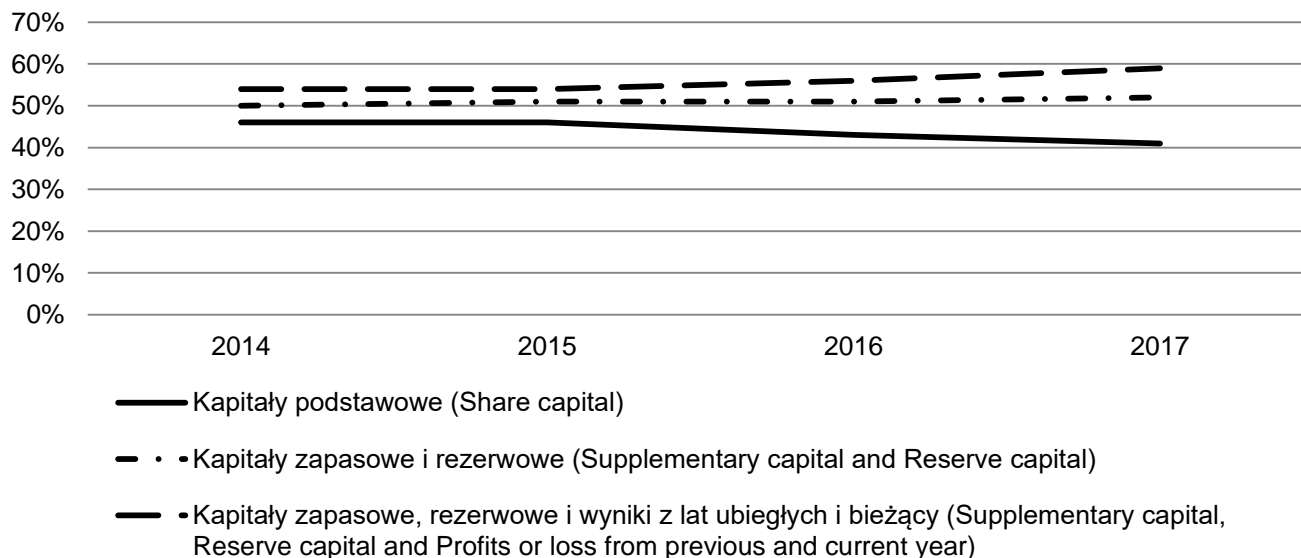 70%
60%
50%
40%
30%
20%
10%
0%
2014 2015 2016 2017
Kapitały podstawowe (Share capital)
Kapitały zapasowe i rezerwowe (Supplementary capital and Reserve capital)
Kapitały zapasowe, rezerwowe i wyniki z lat ubiegłych i bieżący (Supplementary capital,
Reserve capital and Profits or loss from previous and current year)